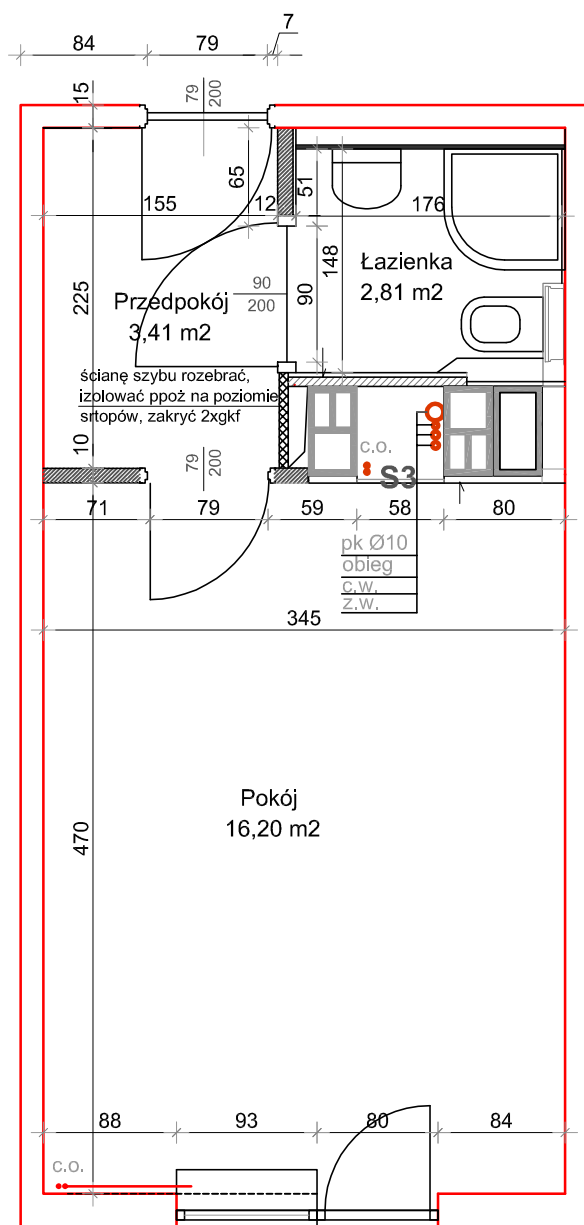 7
84 79
15
79
200
65
51
155 12 176
148
Łazienka
2,81 m2
90
200
90
225
Przedpokój
3,41 m2
ścianę szybu rozebrać,
izolować ppoż na poziomie
srtopów, zakryć 2xgkf
10
79
200
c.o.
S3
71 79 59 58 80
pk Ø10
obieg
c.w.
z.w.
345
470
Pokój
16,20 m2
88 93 80 84
c.o.